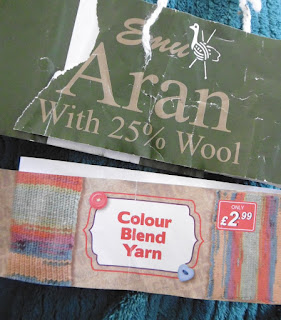 Emu
Aran
With 25% Wool
Colour
Blend
Yarn
ONLY
£2.99